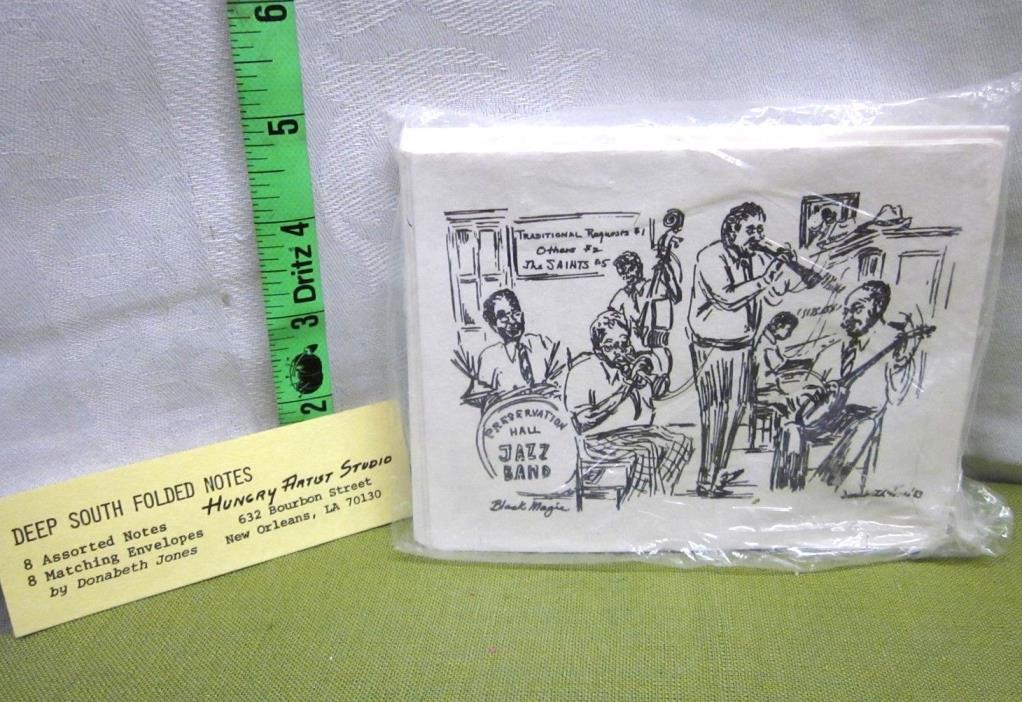 6
5
Dritz 4
3
2
TRADITIONAL REQUESTS $1
OTHERS $2
THE SAINTS $5
PRESERVATION
HALL
JAZZ
BAND
Black Magic
DEEP SOUTH FOLDED NOTES
HUNGRY ARTIST STUDIO
8 Assorted Notes
632 Bourbon Street
8 Matching Envelopes
New Orleans, LA 70130
by Donabeth Jones